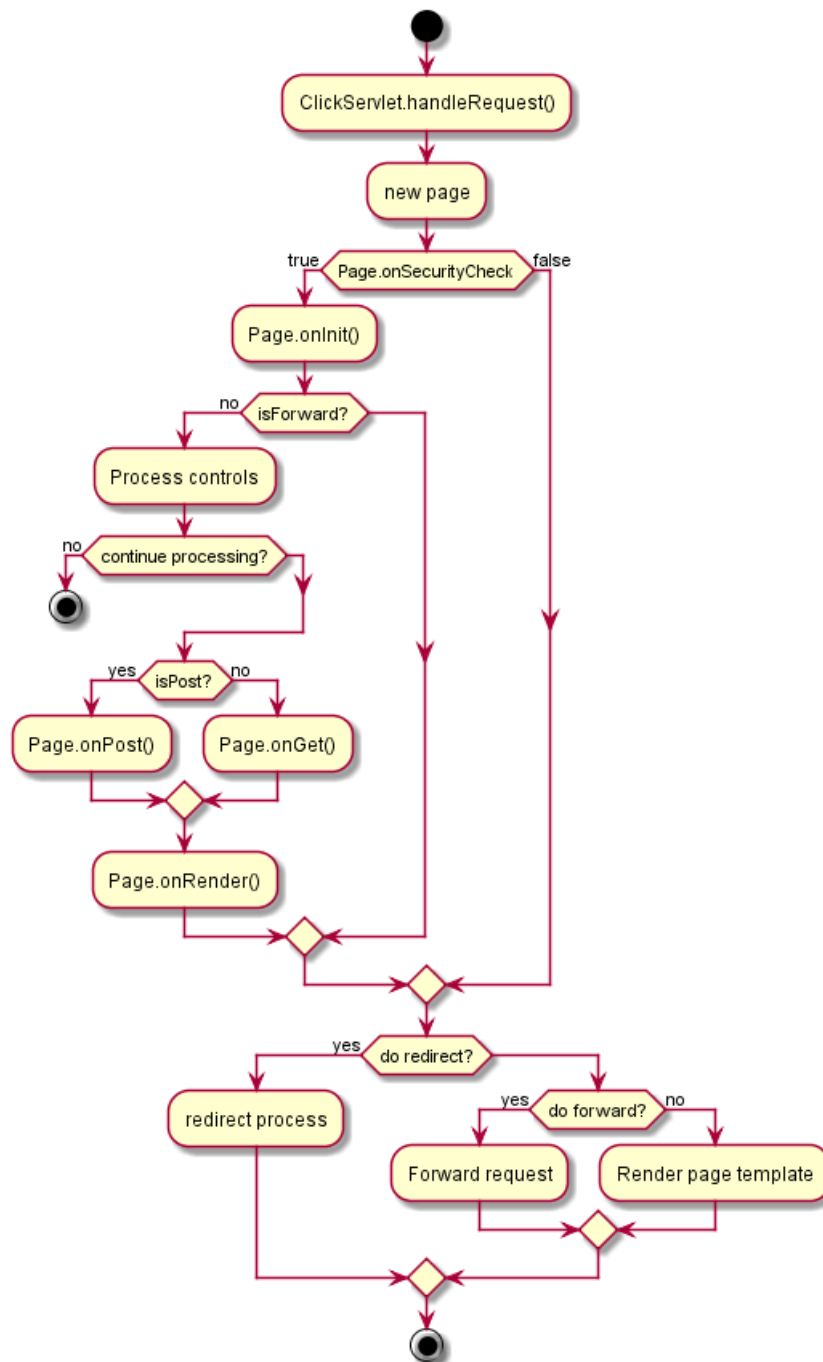 ClickServlet.handleRequest()
new page
true
Page.onSecurityCheck
false
Page.onInit()
no
isForward?
Process controls
no
continue processing?
yes
isPost?
no
Page.onPost()
Page.onGet()
Page.onRender()
yes
do redirect?
redirect process
yes
do forward?
no
Forward request
Render page template